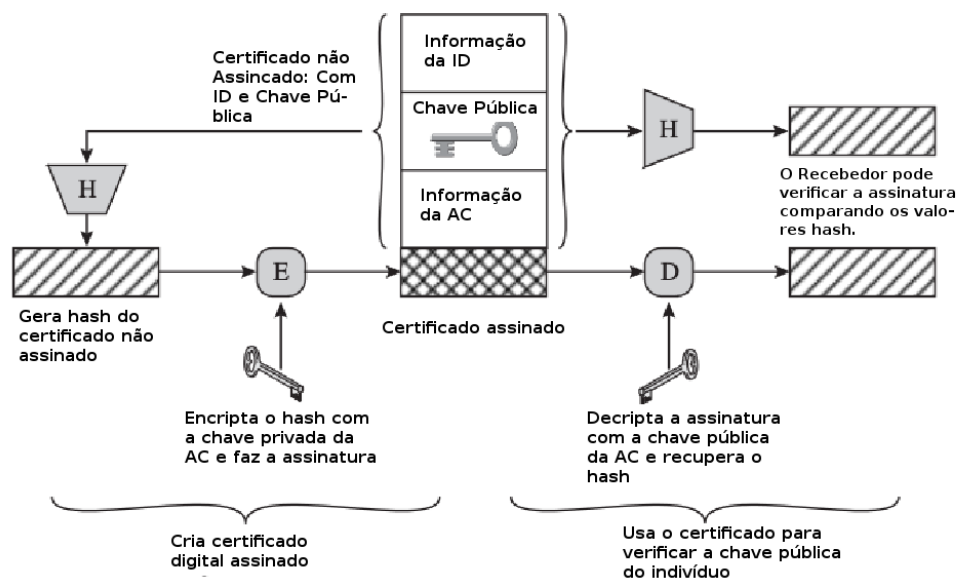 Certificado não
Assincado: Com
ID e Chave Pú-
blica
Informação
da ID
Chave Pública
Informação
da AC
H
H
O Recebedor pode
verificar a assinatura
comparando os valo-
res hash.
E
D
Gera hash do
certificado não
assinado
Certificado assinado
Encripta o hash com
a chave privada da
AC e faz a assinatura
Decripta a assinatura
com a chave pública
da AC e recupera o
hash
Cria certificado
digital assinado
Usa o certificado para
verificar a chave pública
do indivíduo